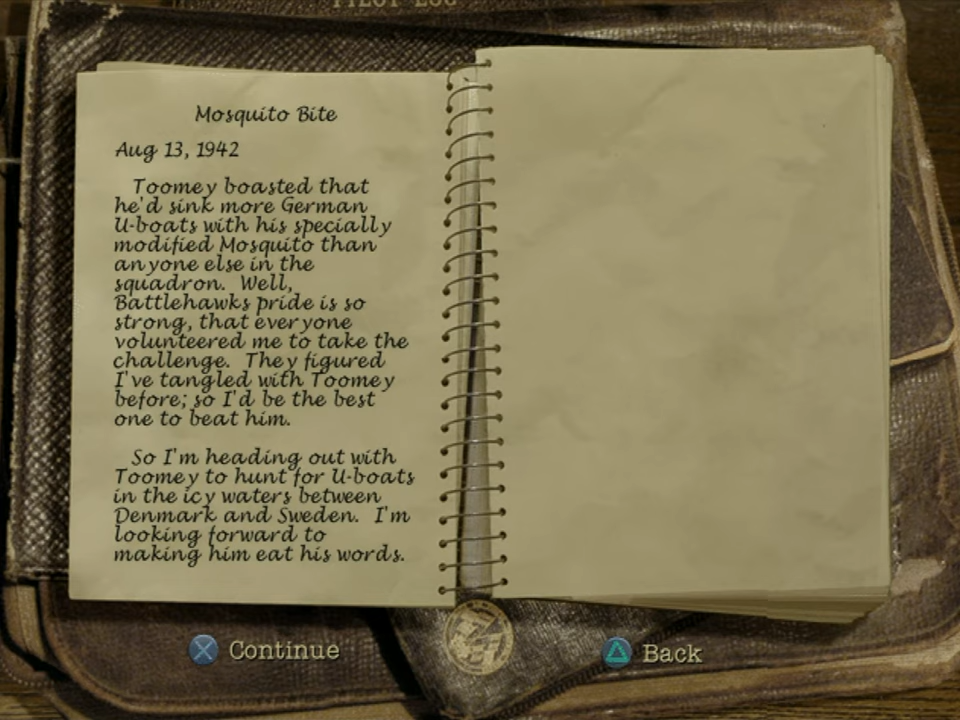 PILOT LOG
Mosquito Bite
Aug 13, 1942
Toomey boasted that
he'd sink more German
U-boats with his specially
modified Mosquito than
anyone else in the
squadron. Well,
Battlehawks pride is so
strong, that everyone
volunteered me to take the
challenge. They figured
I've tangled with Toomey
before; so I'd be the best
one to beat him.
So I'm heading out with
Toomey to hunt for U-boats
in the icy waters between
Denmark and Sweden. I'm
looking forward to
making him eat his words.
Continue
Back